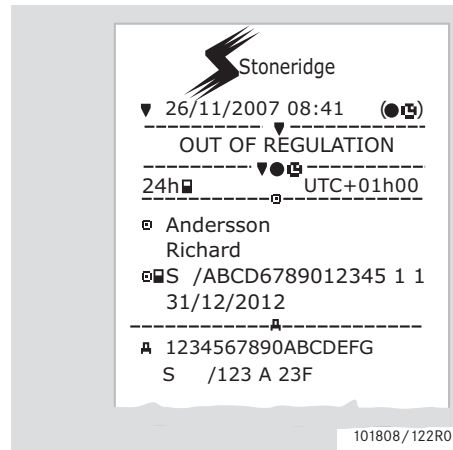 Stoneridge
▼ 26/11/2007 08:41 (●◷)
OUT OF REGULATION
24h UTC+01h00
Andersson
Richard
S /ABCD6789012345 1 1
31/12/2012
1234567890ABCDEFG
S /123 A 23F
101808/122R0